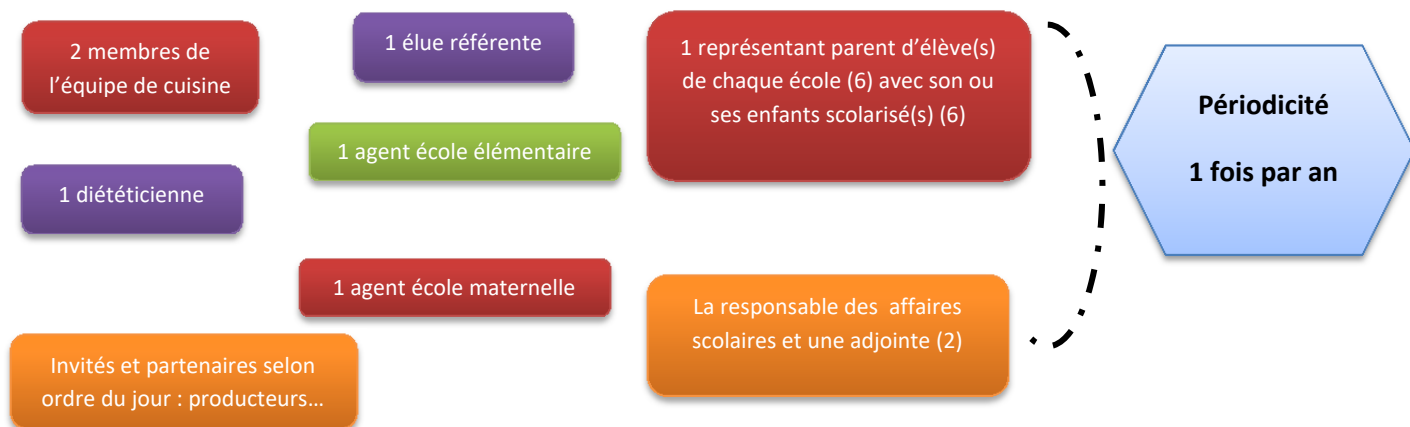 2 membres de
l’équipe de cuisine
1 élue référente
1 représentant parent d’élève(s)
de chaque école (6) avec son ou
ses enfants scolarisé(s) (6)
Périodicité
1 fois par an
1 agent école élémentaire
1 diététicienne
1 agent école maternelle
La responsable des  affaires
scolaires et une adjointe (2)
Invités et partenaires selon
ordre du jour : producteurs…